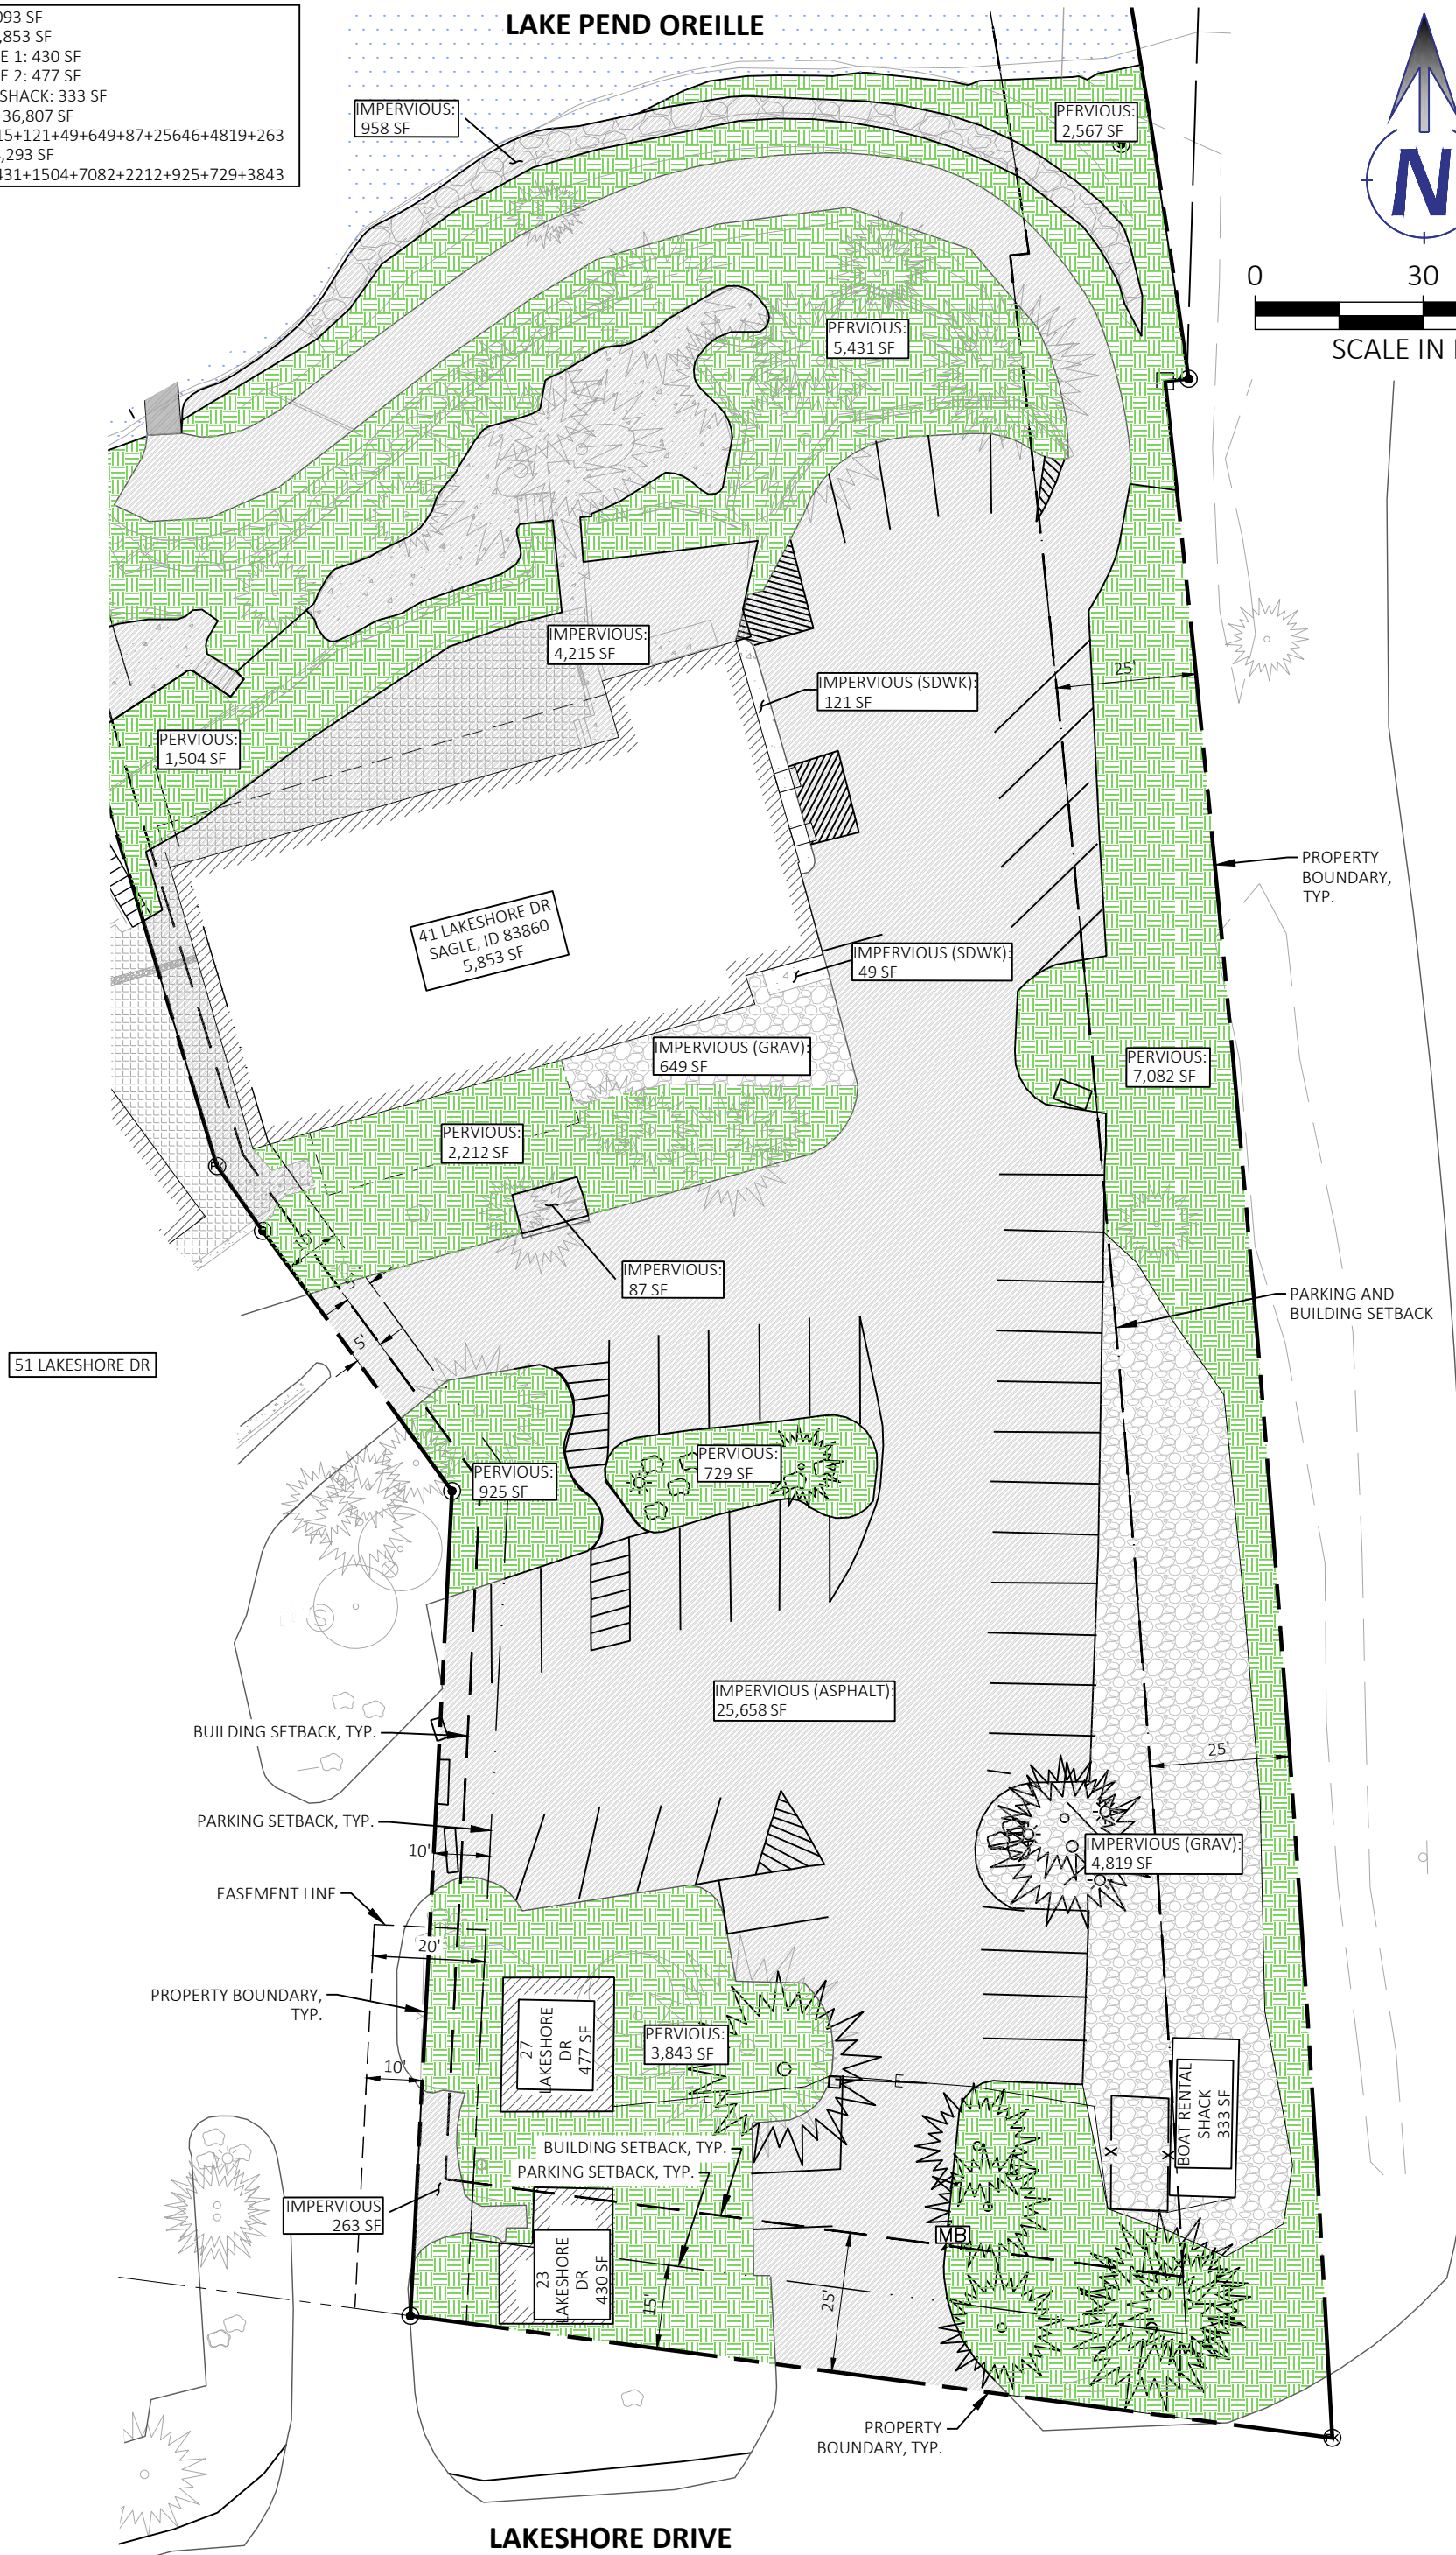 093 SF
,853 SF
E 1: 430 SF
E 2: 477 SF
SHACK: 333 SF
36,807 SF
15+121+49+649+87+25646+4819+263
,293 SF
431+1504+7082+2212+925+729+3843
LAKE PEND OREILLE
IMPERVIOUS:
958 SF
PERVIOUS:
2,567 SF
N
0 30
SCALE IN
PERVIOUS:
5,431 SF
IMPERVIOUS:
4,215 SF
25'
IMPERVIOUS (SDWK):
121 SF
PERVIOUS:
1,504 SF
PROPERTY
BOUNDARY,
TYP.
41 LAKESHORE DR
SAGLE, ID 83860
5,853 SF
IMPERVIOUS (SDWK):
49 SF
IMPERVIOUS (GRAV):
649 SF
PERVIOUS:
7,082 SF
PERVIOUS:
2,212 SF
10'
5'
5'
IMPERVIOUS:
87 SF
PARKING AND
BUILDING SETBACK
51 LAKESHORE DR
PERVIOUS:
729 SF
PERVIOUS:
925 SF
S
IMPERVIOUS (ASPHALT):
25,658 SF
BUILDING SETBACK, TYP.
25'
PARKING SETBACK, TYP.
10'
IMPERVIOUS (GRAV):
4,819 SF
EASEMENT LINE
20'
PROPERTY BOUNDARY,
TYP.
27
LAKESHORE
DR
477 SF
PERVIOUS:
3,843 SF
10'
E
E
BOAT RENTAL
SHACK
333 SF
X
X
BUILDING SETBACK, TYP.
PARKING SETBACK, TYP.
IMPERVIOUS
263 SF
MB
23
LAKESHORE
DR
430 SF
15'
25'
PROPERTY
BOUNDARY, TYP.
LAKESHORE DRIVE